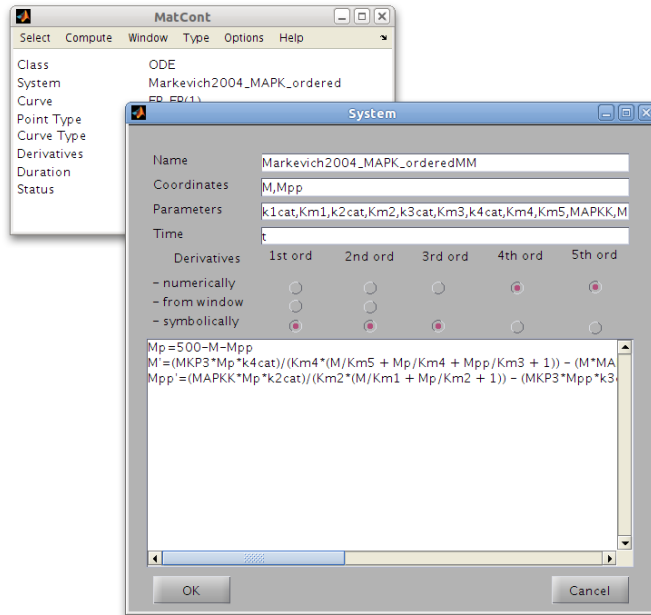 MatCont
Select Compute Window Type Options Help
Class ODE
System Markevich2004_MAPK_ordered
Curve EP_EP(1)
Point Type
Curve Type
Derivatives
Duration
Status
System
Name Markevich2004_MAPK_orderedMM
Coordinates M,Mpp
Parameters k1cat,Km1,k2cat,Km2,k3cat,Km3,k4cat,Km4,Km5,MAPKK,M
Time t
Derivatives 1st ord 2nd ord 3rd ord 4th ord 5th ord
- numerically
- from window
- symbolically
Mp=500-M-Mpp
M'=(MKP3*Mp*k4cat)/(Km4*(M/Km5 + Mp/Km4 + Mpp/Km3 + 1)) - (M*MA
Mpp'=(MAPKK*Mp*k2cat)/(Km2*(M/Km1 + Mp/Km2 + 1)) - (MKP3*Mpp*k3
OK Cancel